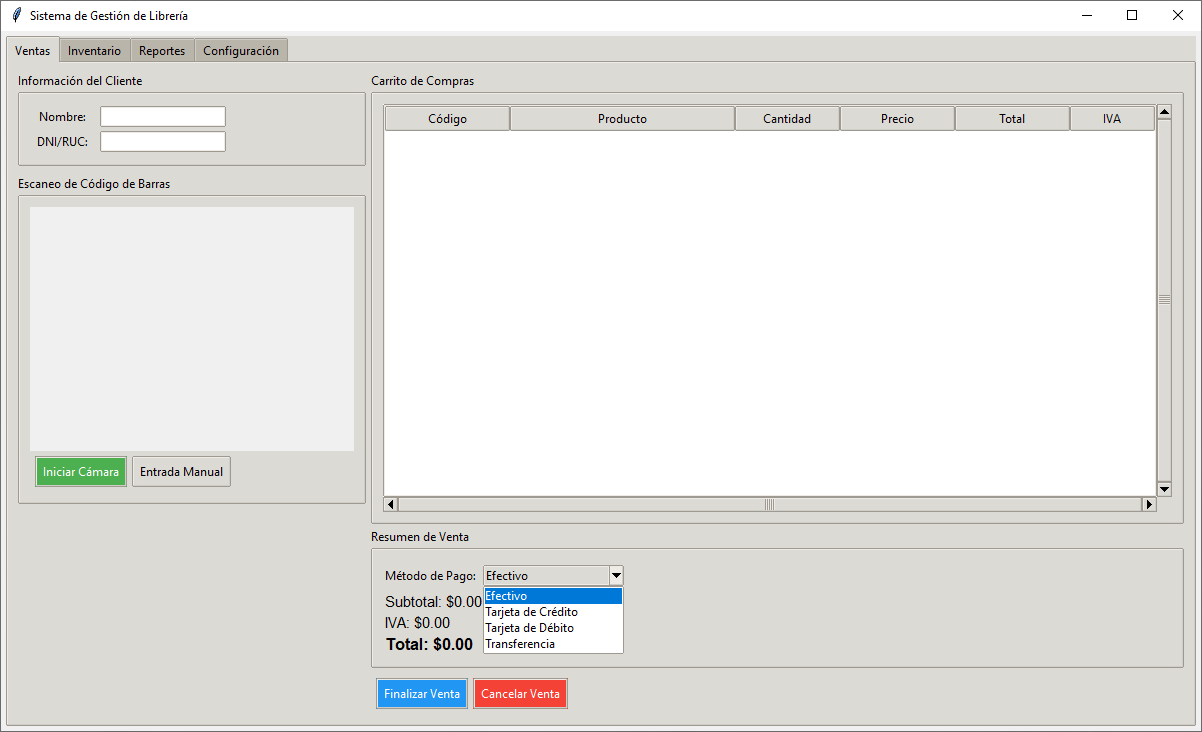 Sistema de Gestión de Librería
Ventas Inventario Reportes Configuración
Información del Cliente
Nombre:
DNI/RUC:
Escaneo de Código de Barras
Iniciar Cámara Entrada Manual
Carrito de Compras
Código Producto Cantidad Precio Total IVA
Resumen de Venta
Método de Pago: Efectivo
Efectivo
Tarjeta de Crédito
Tarjeta de Débito
Transferencia
Subtotal: $0.00
IVA: $0.00
Total: $0.00
Finalizar Venta Cancelar Venta